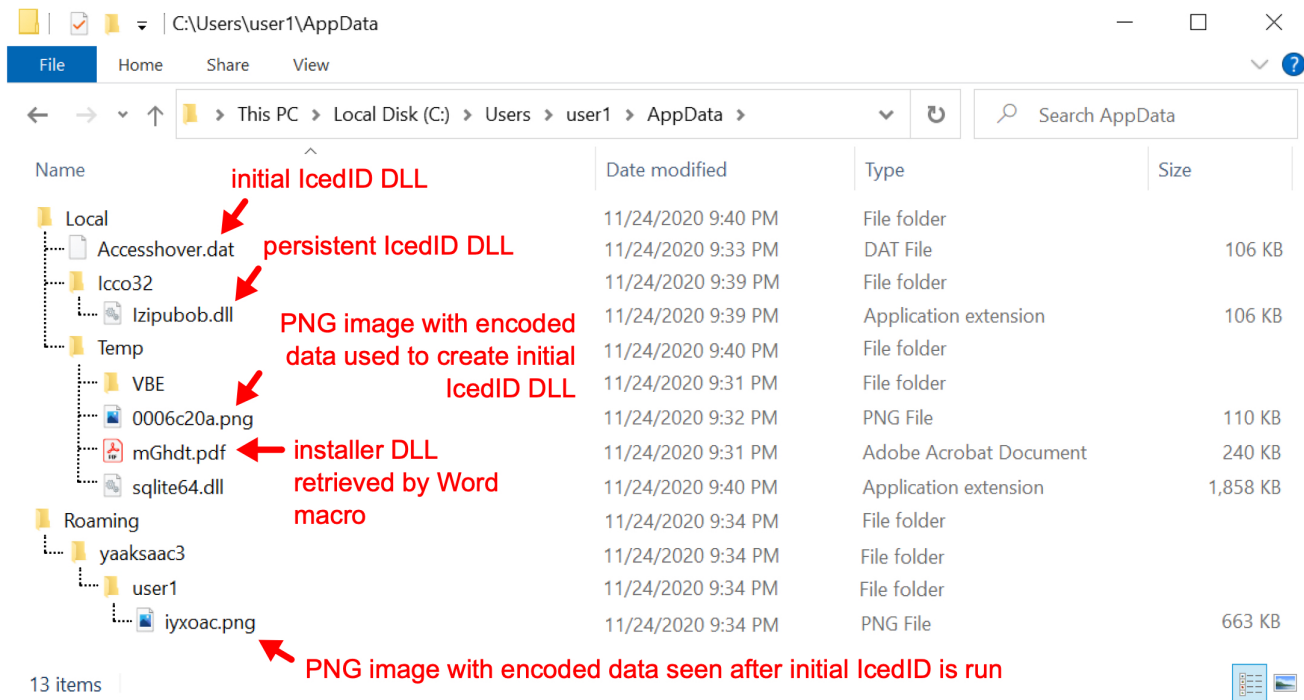 C:\Users\user1\AppData
File Home Share View
?
This PC > Local Disk (C:) > Users > user1 > AppData >
Search AppData
Name Date modified Type Size
initial IcedID DLL
Local 11/24/2020 9:40 PM File folder
Accesshover.dat 11/24/2020 9:33 PM DAT File 106 KB
persistent IcedID DLL
Icco32 11/24/2020 9:39 PM File folder
Izipubob.dll 11/24/2020 9:39 PM Application extension 106 KB
PNG image with encoded
data used to create initial
IcedID DLL
Temp 11/24/2020 9:40 PM File folder
VBE 11/24/2020 9:31 PM File folder
0006c20a.png 11/24/2020 9:32 PM PNG File 110 KB
mGhdt.pdf 11/24/2020 9:31 PM Adobe Acrobat Document 240 KB
installer DLL
retrieved by Word
macro
sqlite64.dll 11/24/2020 9:40 PM Application extension 1,858 KB
Roaming 11/24/2020 9:34 PM File folder
yaaksaac3 11/24/2020 9:34 PM File folder
user1 11/24/2020 9:34 PM File folder
iyxoac.png 11/24/2020 9:34 PM PNG File 663 KB
PNG image with encoded data seen after initial IcedID is run
13 items